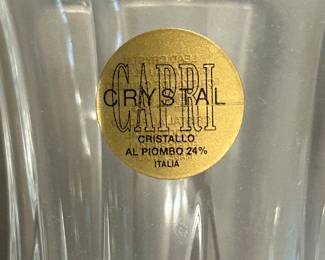 CAPRI
CRYSTAL
CRISTALLO
AL PIOMBO 24%
ITALIA